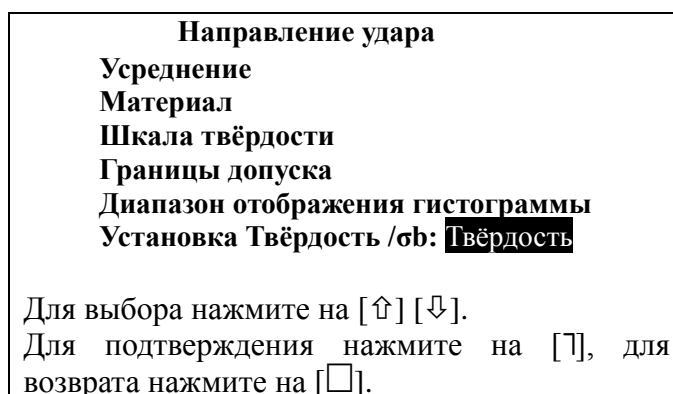 Направление удара
Усреднение
Материал
Шкала твёрдости
Границы допуска
Диапазон отображения гистограммы
Установка Твёрдость /σb: Твёрдость
Для выбора нажмите на [⇧] [⇩].
Для подтверждения нажмите на [⅂], для
возврата нажмите на [□].